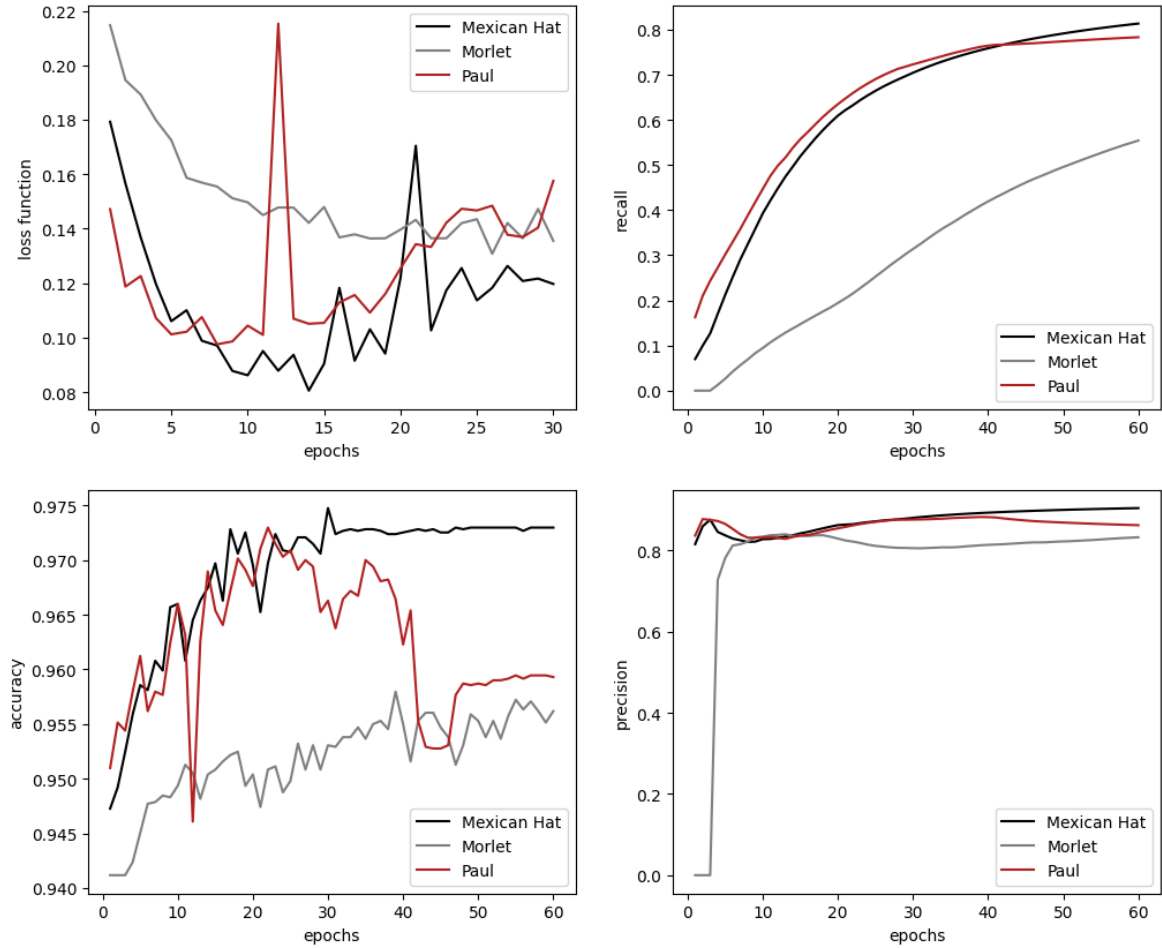 0.22
0.20
0.18
0.16
0.14
0.12
0.10
0.08
loss function
0 5 10 15 20 25 30
epochs
Mexican Hat
Morlet
Paul
0.8
0.7
0.6
0.5
0.4
0.3
0.2
0.1
0.0
recall
0 10 20 30 40 50 60
epochs
Mexican Hat
Morlet
Paul
0.975
0.970
0.965
0.960
0.955
0.950
0.945
0.940
accuracy
0 10 20 30 40 50 60
epochs
Mexican Hat
Morlet
Paul
0.8
0.6
0.4
0.2
0.0
precision
0 10 20 30 40 50 60
epochs
Mexican Hat
Morlet
Paul